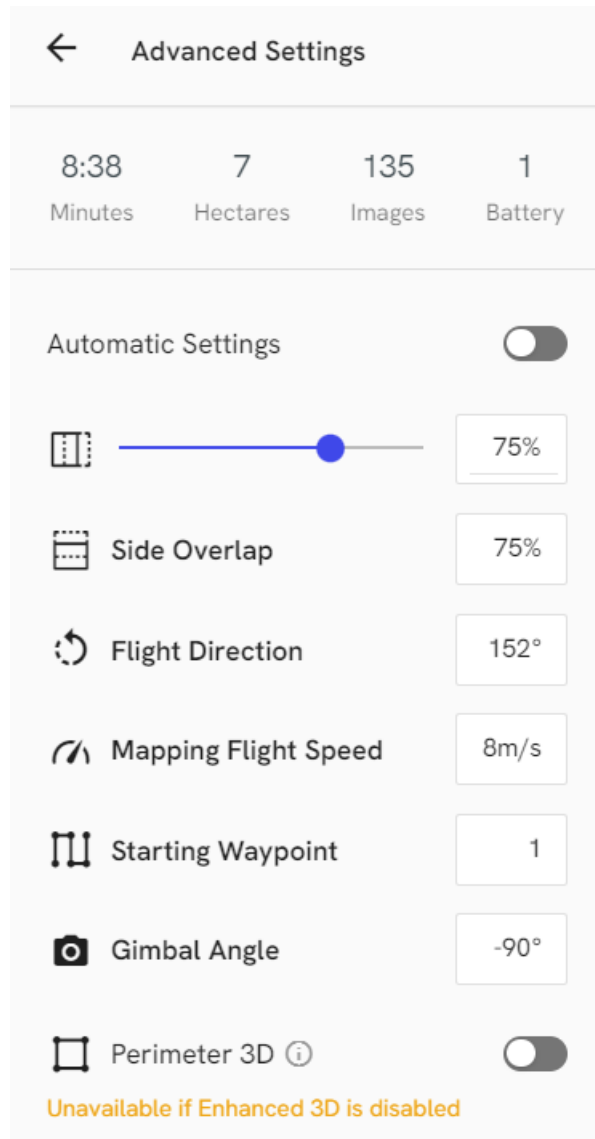 Advanced Settings
8:38 7 135 1
Minutes Hectares Images Battery
Automatic Settings
75%
Side Overlap 75%
Flight Direction 152°
Mapping Flight Speed 8m/s
Starting Waypoint 1
Gimbal Angle -90°
Perimeter 3D
Unavailable if Enhanced 3D is disabled